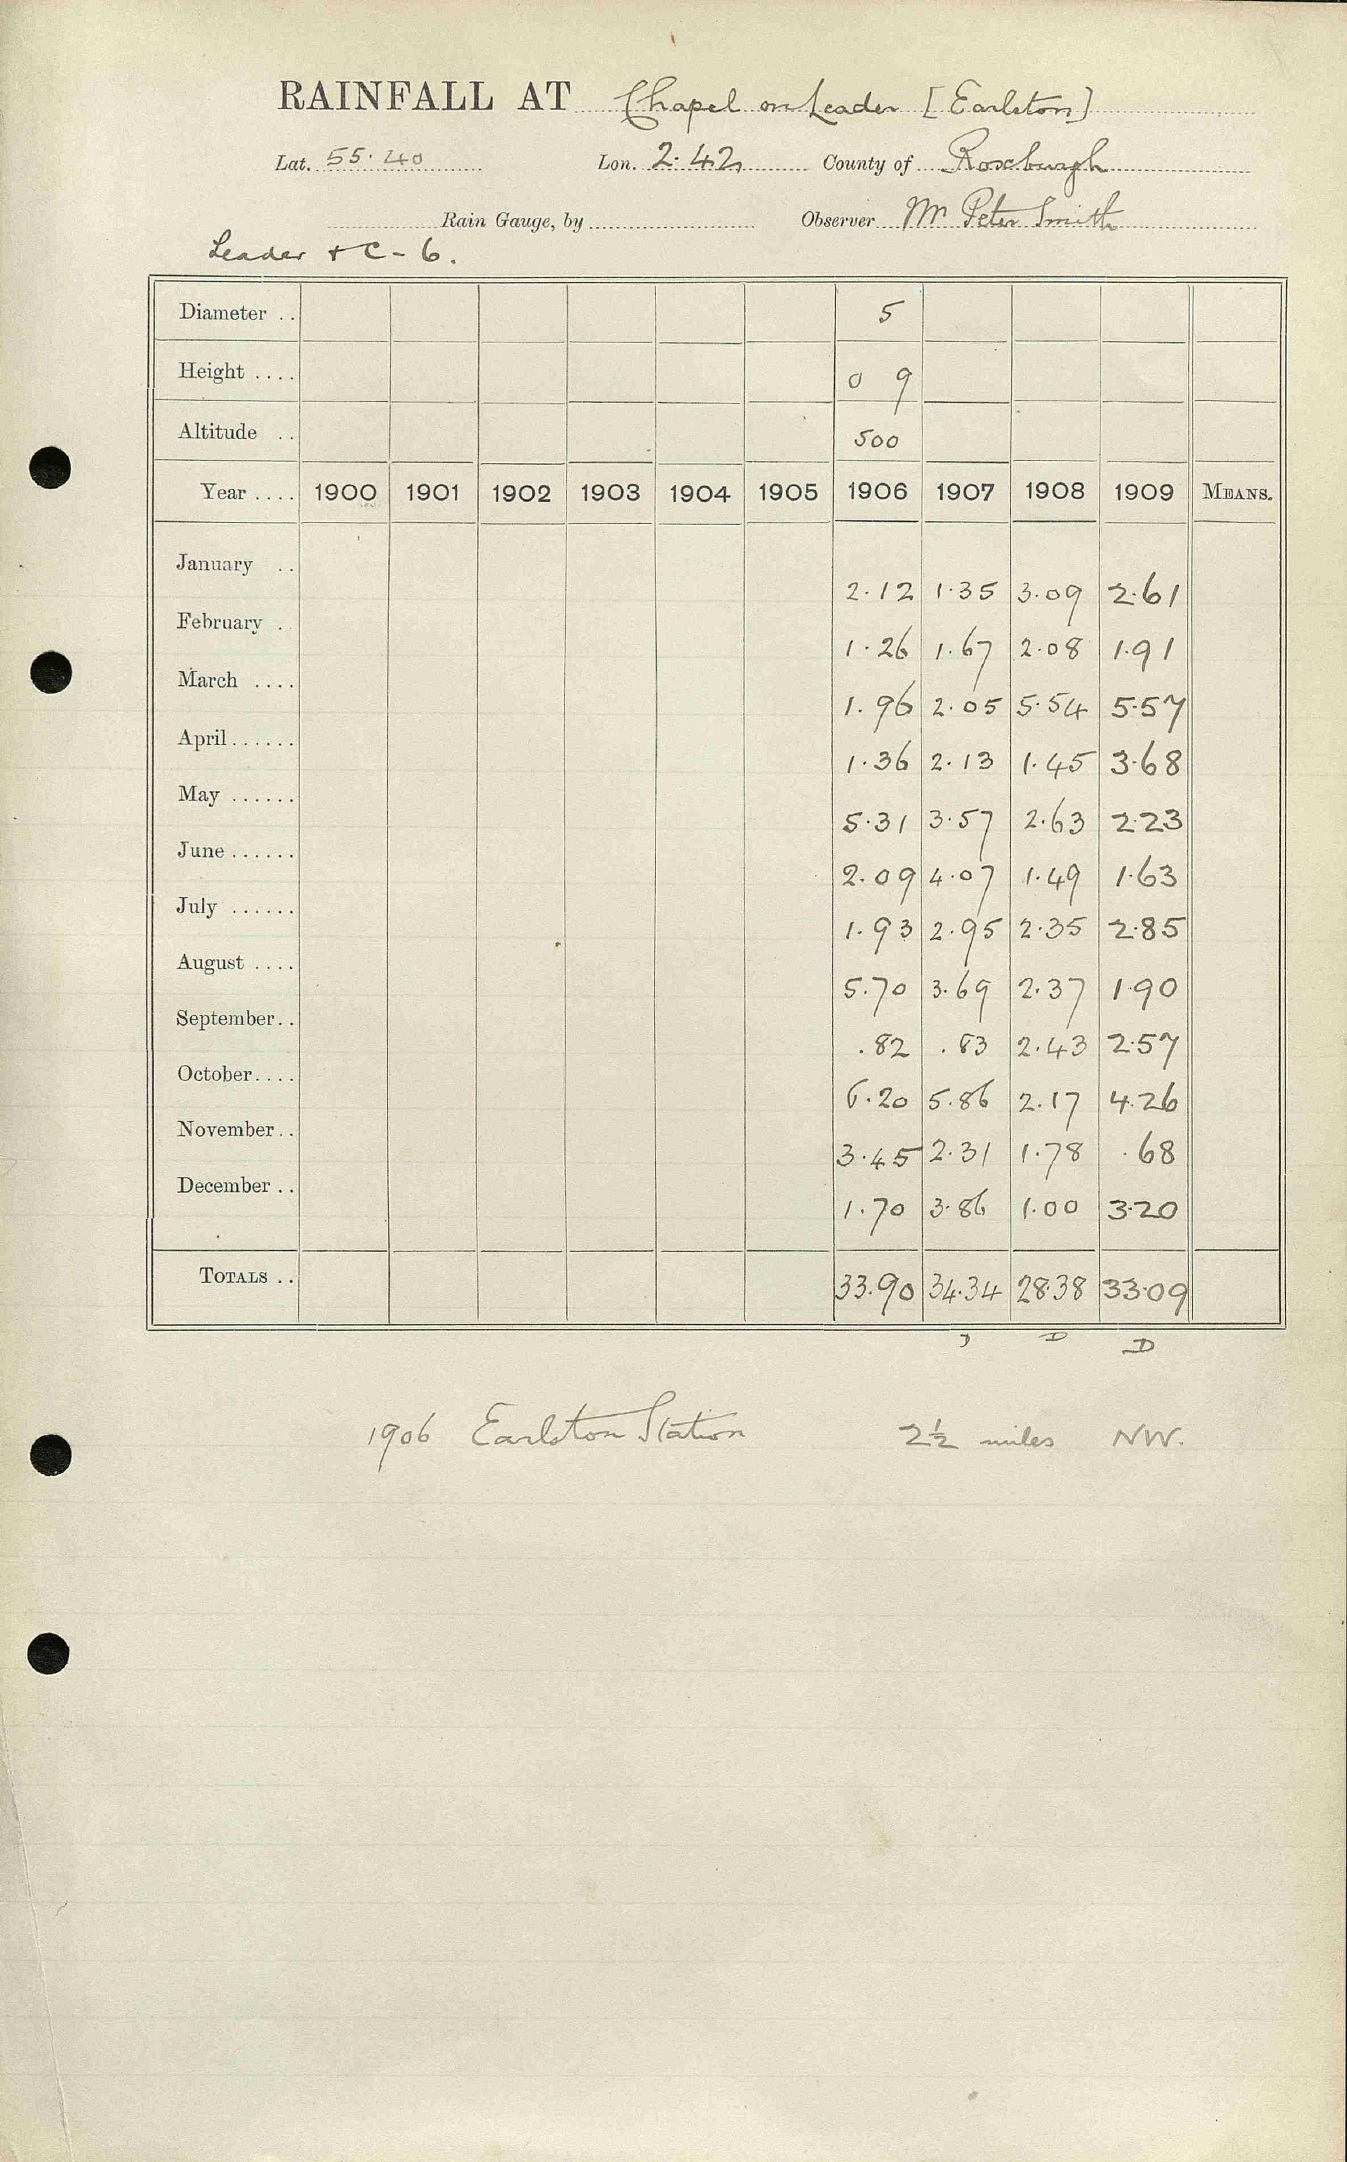 RAINFALL AT Chapel on Leader [Earlston]
Lat. 55.40 Lon. 2.42 County of Roxburgh
Rain Gauge, by Observer Mr Peter Smith
Leader + C - 6.
Diameter .. 5
Height .... 0 9
Altitude .. 500
Year .... 1900 1901 1902 1903 1904 1905 1906 1907 1908 1909 MEANS.
January .. 2.12 1.35 3.09 2.61
February .. 1.26 1.67 2.08 1.91
March .... 1.96 2.05 5.54 5.57
April ...... 1.36 2.13 1.45 3.68
May ...... 5.31 3.57 2.63 2.23
June ...... 2.09 4.07 1.49 1.63
July ...... 1.93 2.95 2.35 2.85
August .... 5.70 3.69 2.37 1.90
September .. .82 .83 2.43 2.57
October .... 6.20 5.86 2.17 4.26
November .. 3.45 2.31 1.78 .68
December .. 1.70 3.86 1.00 3.20
TOTALS .. 33.90 34.34 28.38 33.09
D D
1906 Earlston Station 2½ miles NW.